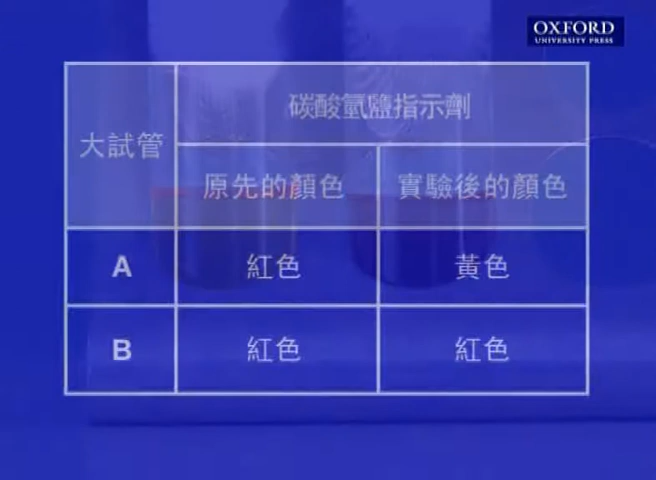 OXFORD
UNIVERSITY PRESS
碳酸氫鹽指示劑
大試管
原先的顏色 實驗後的顏色
A 紅色 黃色
B 紅色 紅色